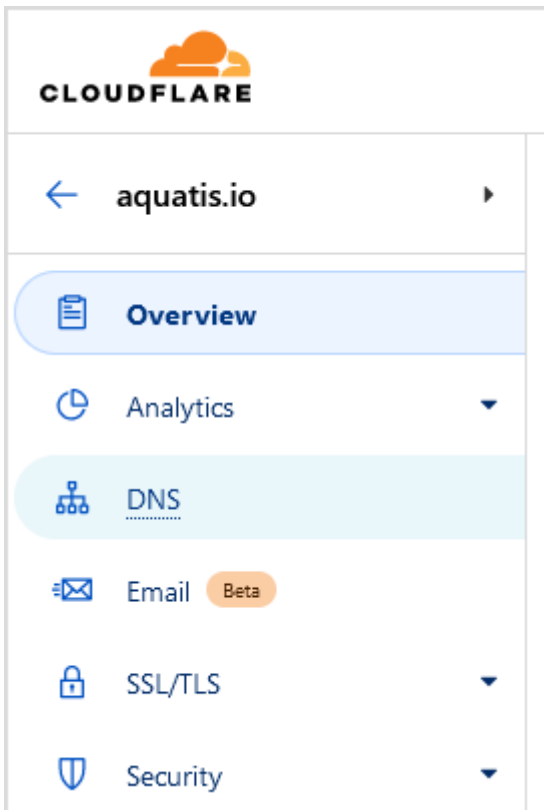 CLOUDFLARE
aquatis.io
Overview
Analytics
DNS
Email Beta
SSL/TLS
Security